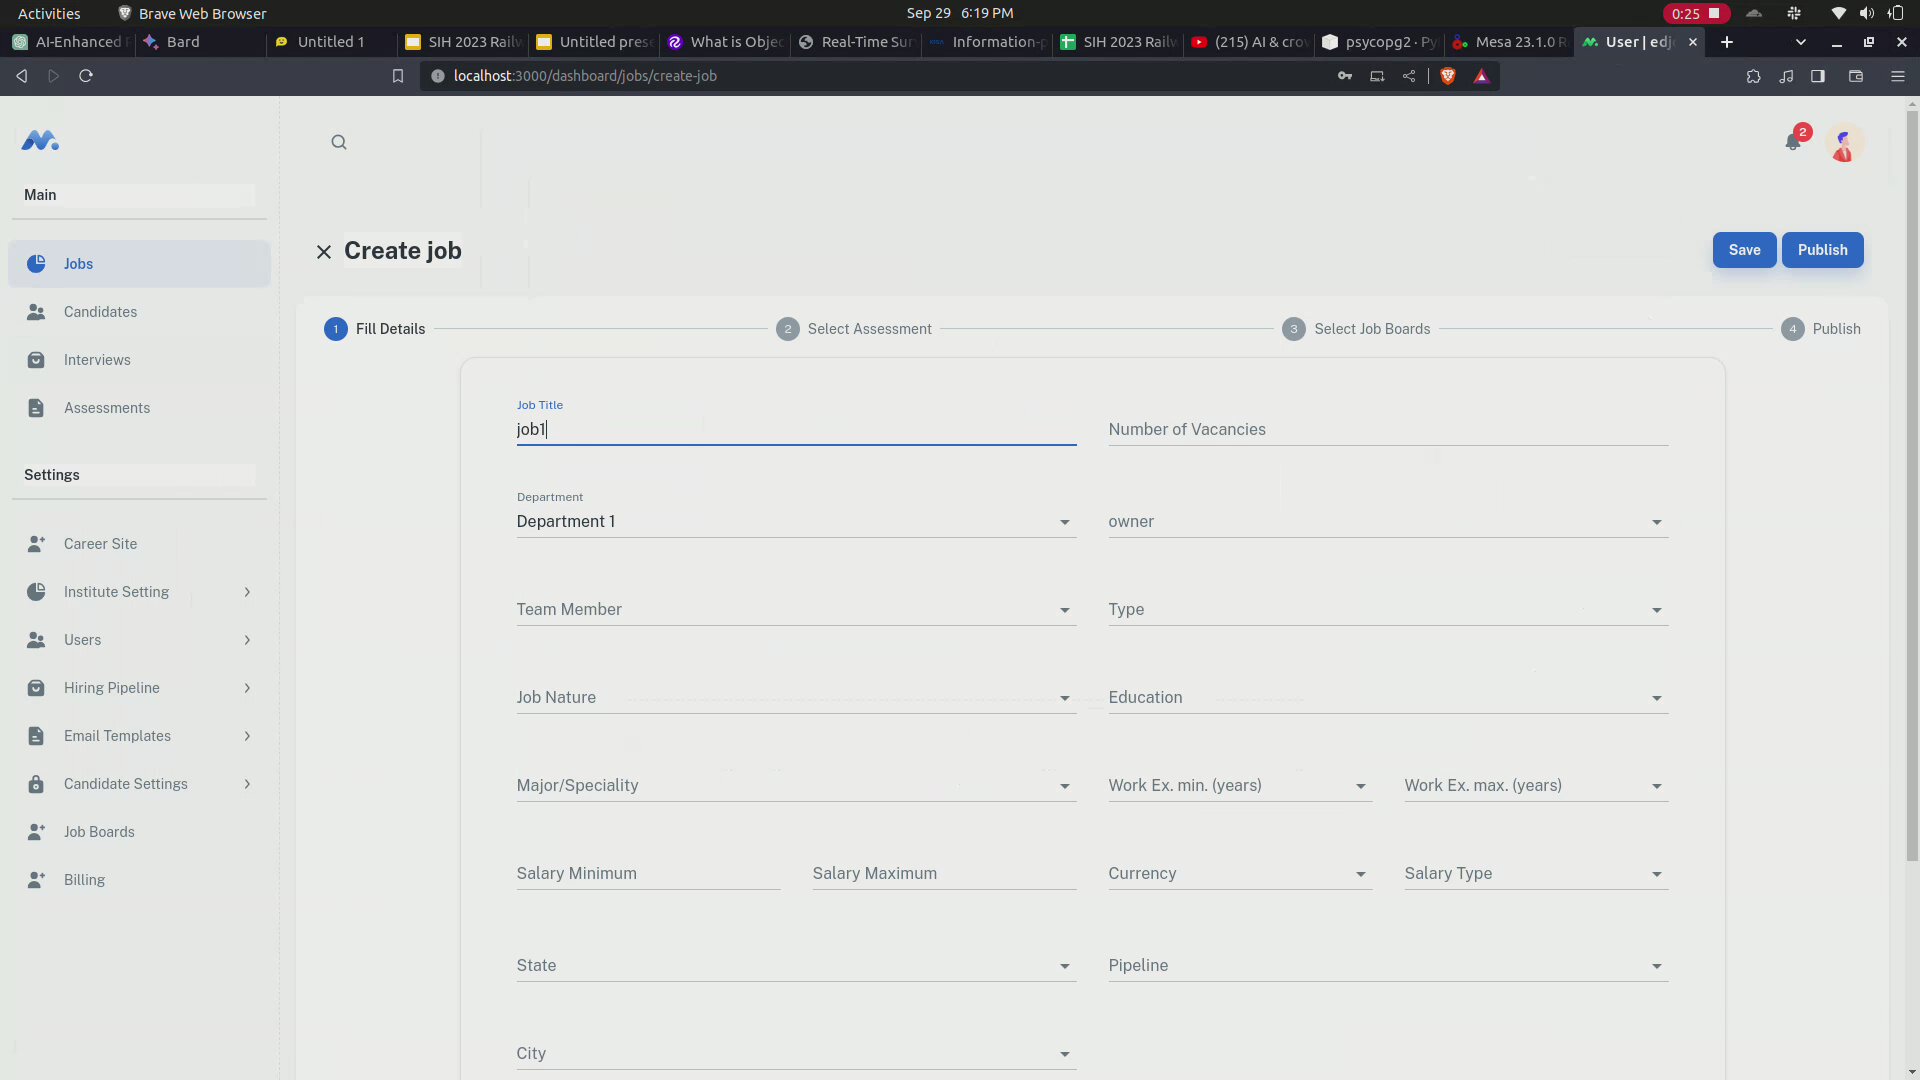 Activities Brave Web Browser Sep 29 6:19 PM 0:25
AI-Enhanced Bard Untitled 1 SIH 2023 Railw Untitled prese What is Objec Real-Time Sur Information-p SIH 2023 Railw (215) AI & crow psycopg2 · Py Mesa 23.1.0 R User | edj
localhost:3000/dashboard/jobs/create-job
2
Main
Create job Save Publish
Jobs
Candidates
Interviews
Assessments
Settings
Career Site
Institute Setting
Users
Hiring Pipeline
Email Templates
Candidate Settings
Job Boards
Billing
1 Fill Details 2 Select Assessment 3 Select Job Boards 4 Publish
Job Title
job1 Number of Vacancies
Department
Department 1 owner
Team Member Type
Job Nature Education
Major/Speciality Work Ex. min. (years) Work Ex. max. (years)
Salary Minimum Salary Maximum Currency Salary Type
State Pipeline
City